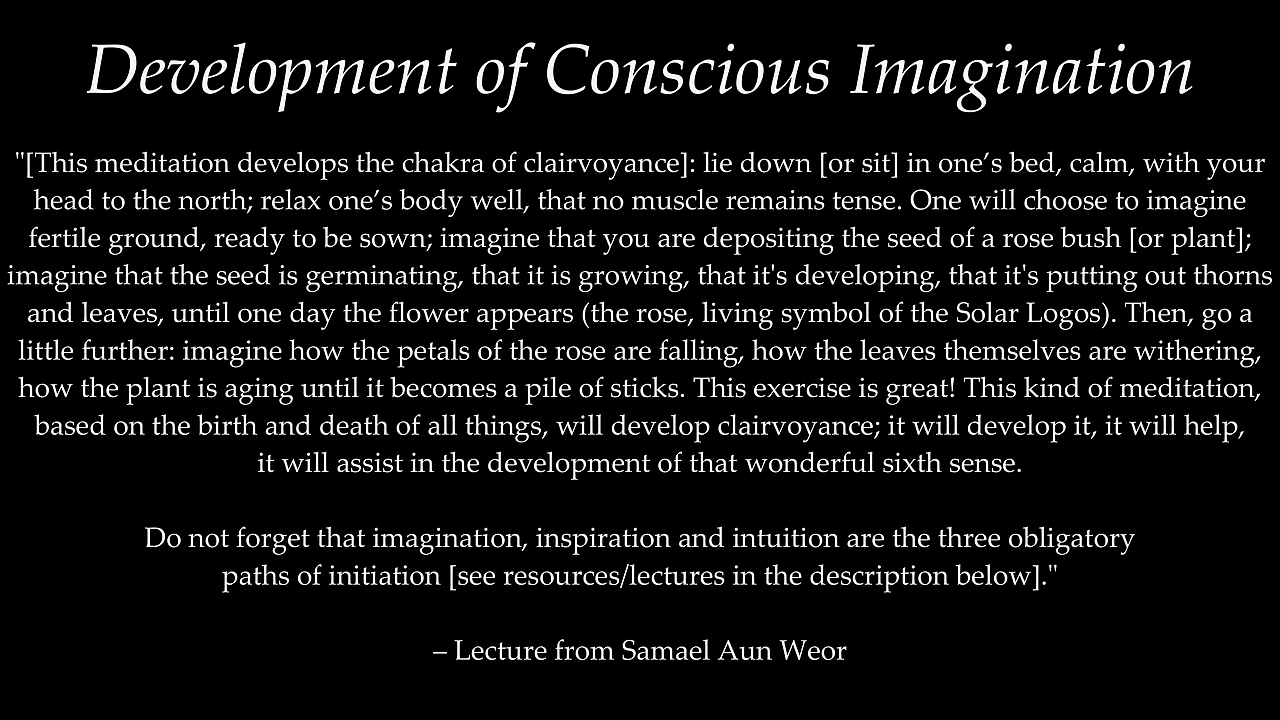 Development of Conscious Imagination
"[This meditation develops the chakra of clairvoyance]: lie down [or sit] in one’s bed, calm, with your
head to the north; relax one’s body well, that no muscle remains tense. One will choose to imagine
fertile ground, ready to be sown; imagine that you are depositing the seed of a rose bush [or plant];
imagine that the seed is germinating, that it is growing, that it's developing, that it's putting out thorns
and leaves, until one day the flower appears (the rose, living symbol of the Solar Logos). Then, go a
little further: imagine how the petals of the rose are falling, how the leaves themselves are withering,
how the plant is aging until it becomes a pile of sticks. This exercise is great! This kind of meditation,
based on the birth and death of all things, will develop clairvoyance; it will develop it, it will help,
it will assist in the development of that wonderful sixth sense.
Do not forget that imagination, inspiration and intuition are the three obligatory
paths of initiation [see resources/lectures in the description below]."
– Lecture from Samael Aun Weor